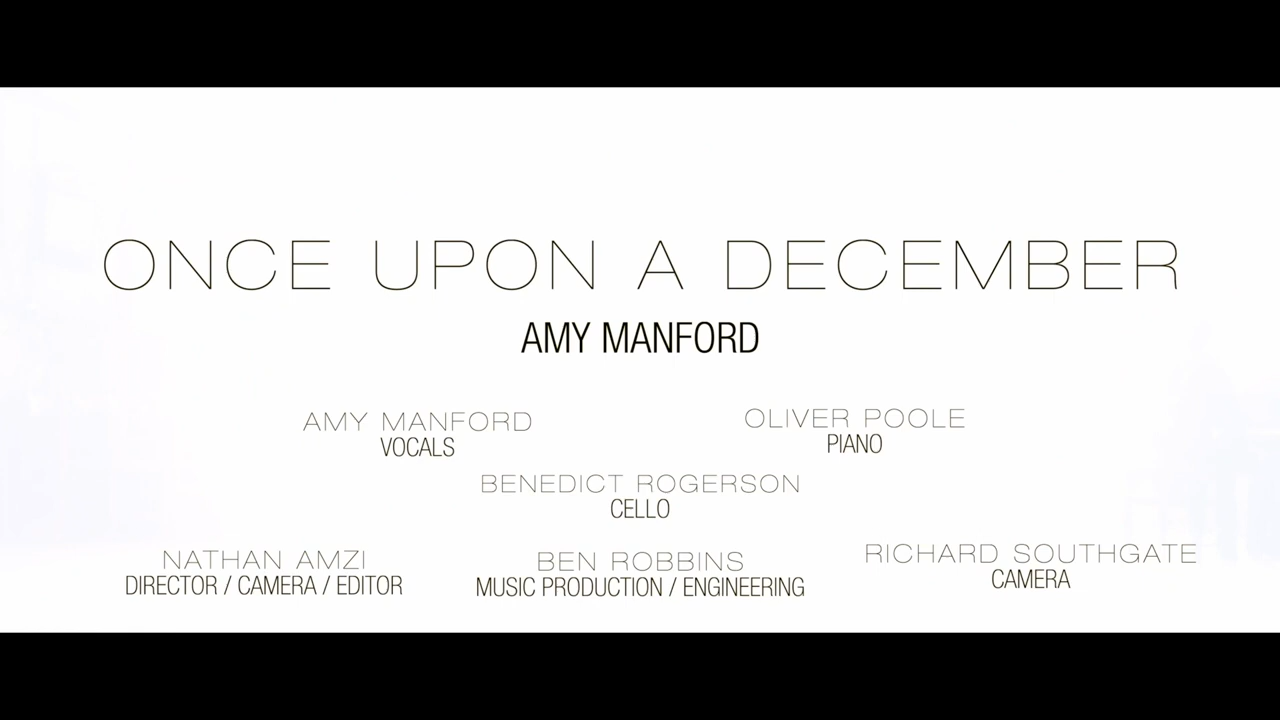 ONCE UPON A DECEMBER
AMY MANFORD
AMY MANFORD
VOCALS
OLIVER POOLE
PIANO
BENEDICT ROGERSON
CELLO
NATHAN AMZI
DIRECTOR / CAMERA / EDITOR
BEN ROBBINS
MUSIC PRODUCTION / ENGINEERING
RICHARD SOUTHGATE
CAMERA